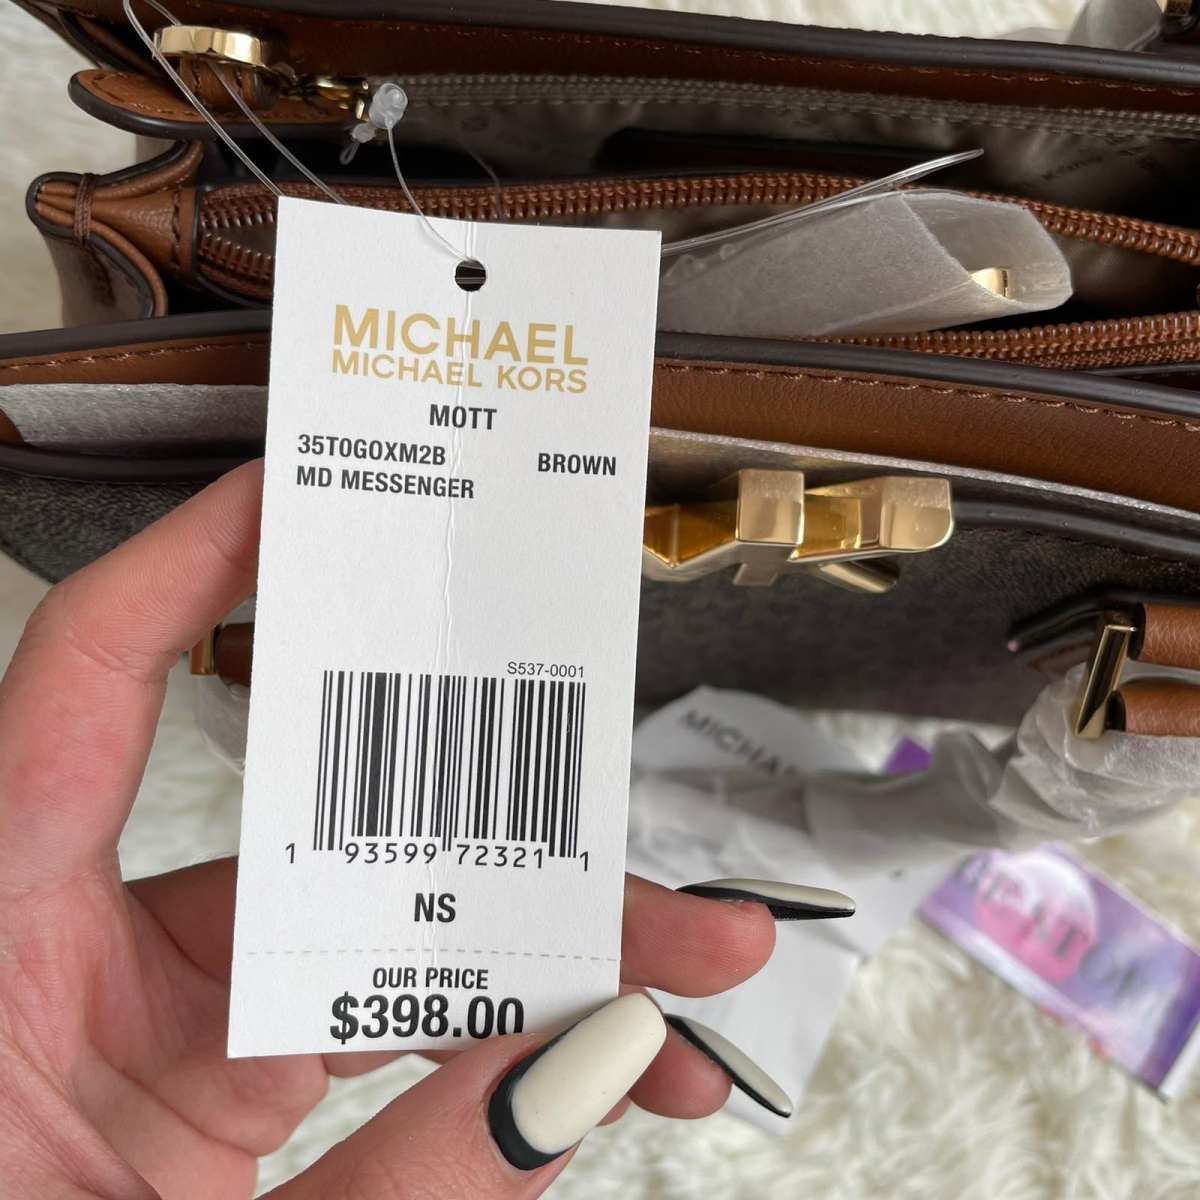 MICHAEL
MICHAEL KORS
MOTT
35T0GOXM2B BROWN
MD MESSENGER
S537-0001
1 93599 72321 1
NS
OUR PRICE
$398.00
MICHA